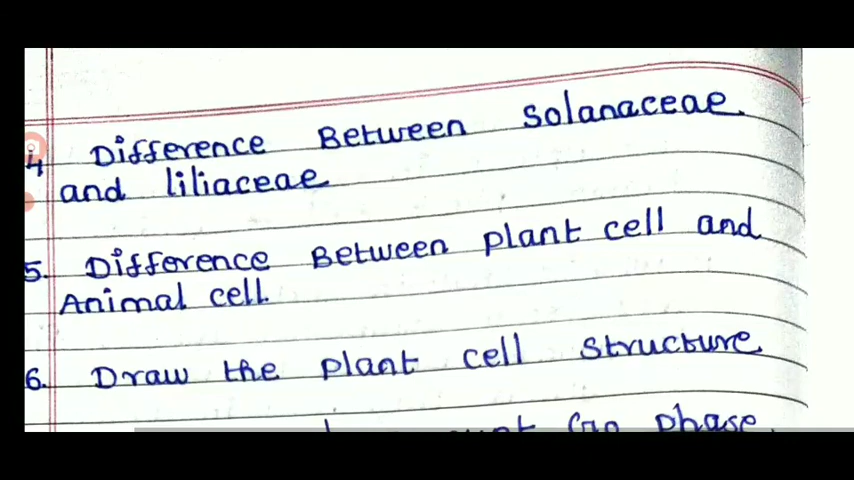 4 Difference Between Solanaceae
and liliaceae
5. Difference Between plant cell and
Animal cell.
6. Draw the plant cell structure
phase